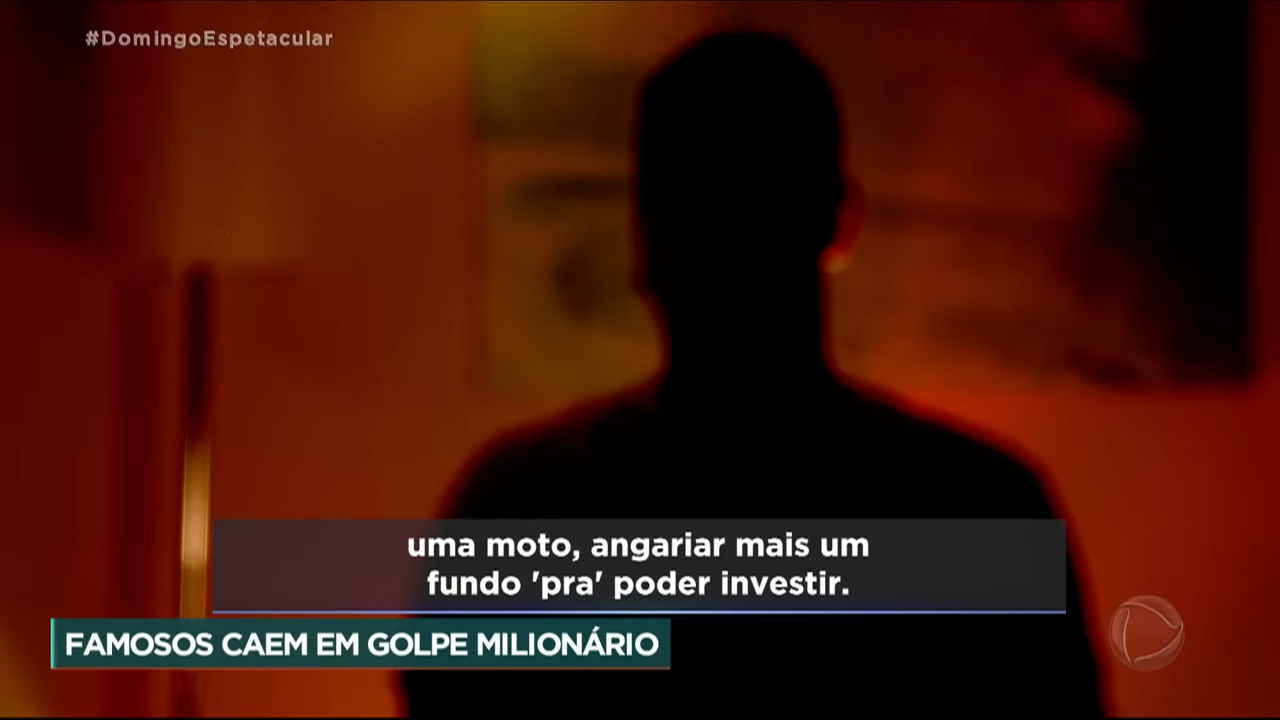 #DomingoEspetacular
uma moto, angariar mais um
fundo 'pra' poder investir.
FAMOSOS CAEM EM GOLPE MILIONÁRIO